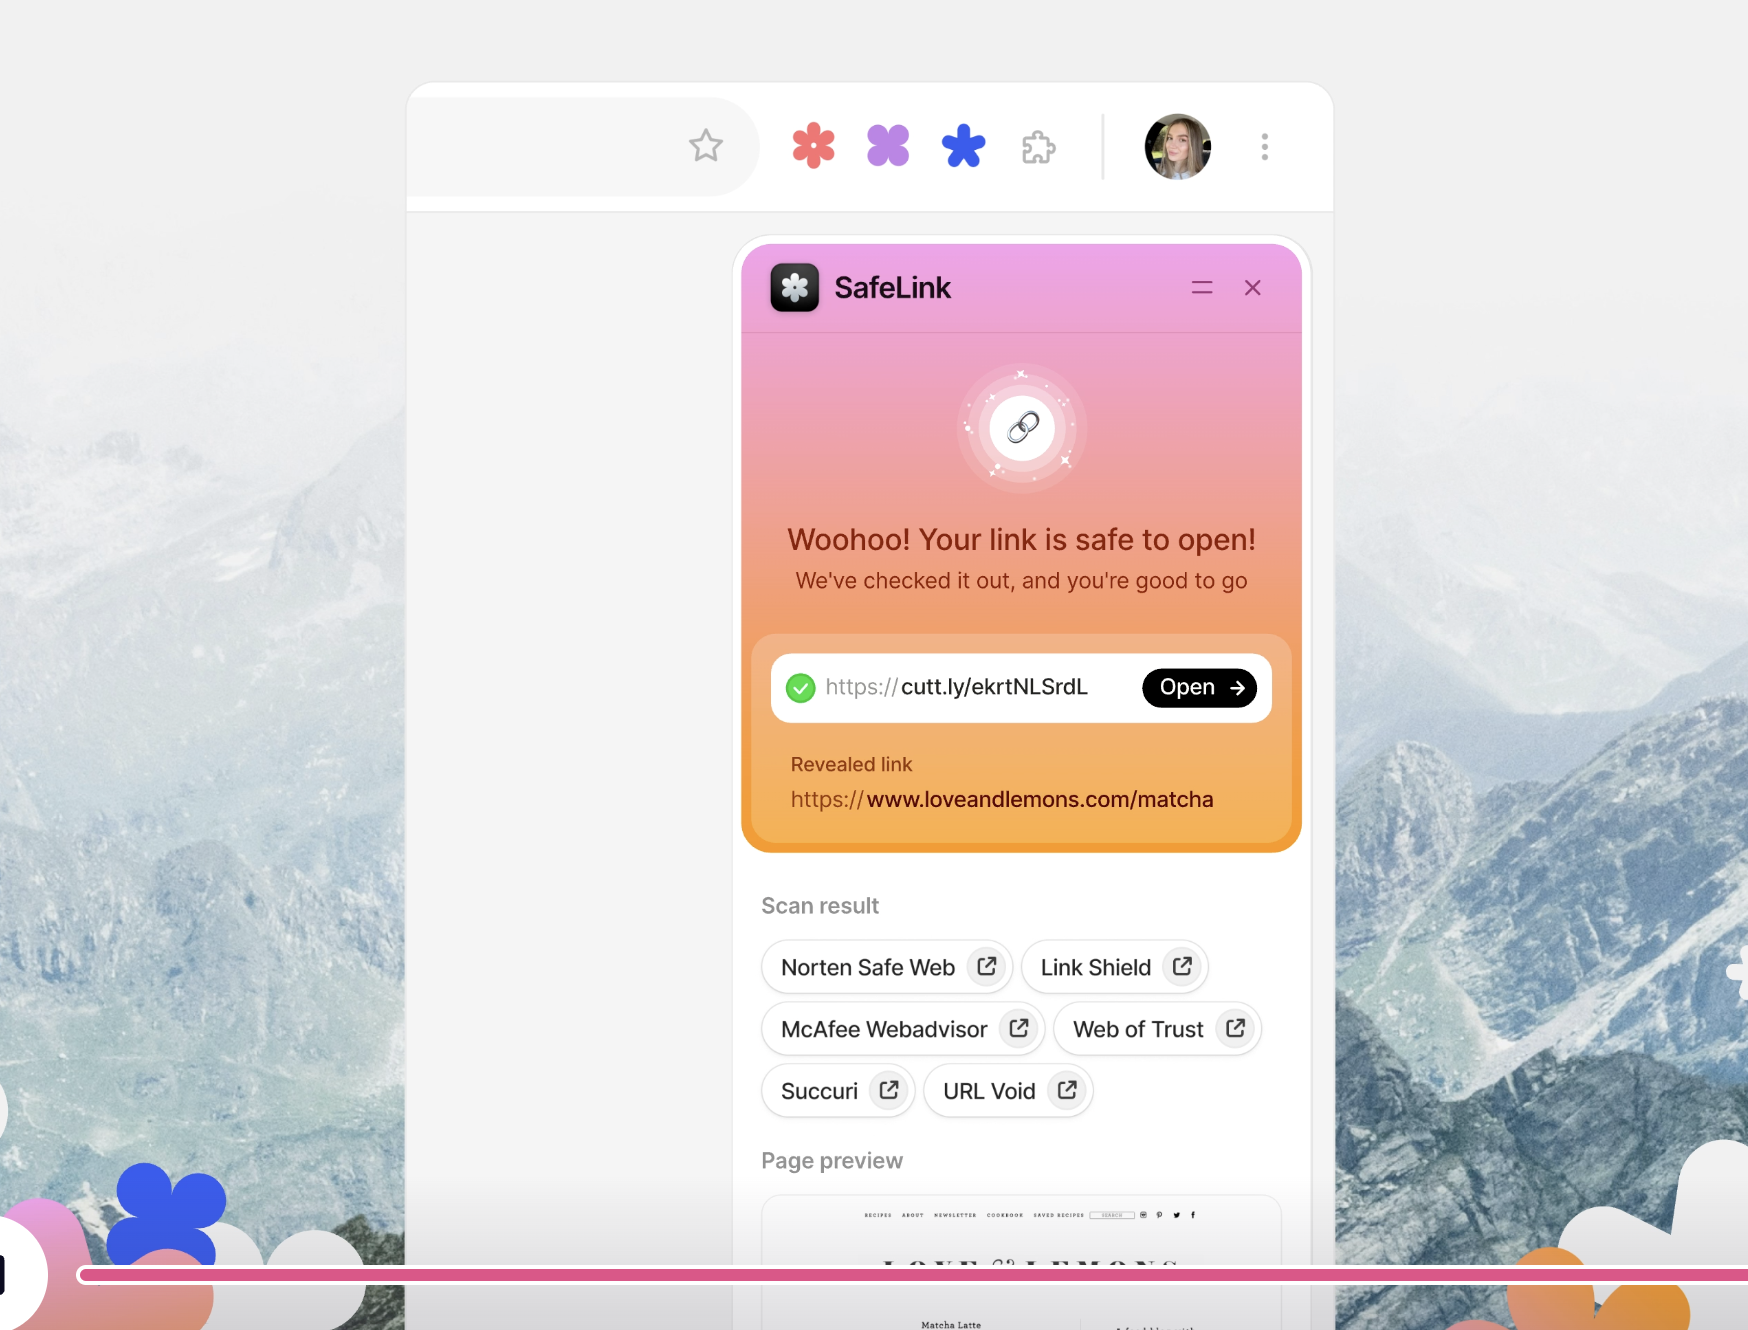 SafeLink
Woohoo! Your link is safe to open!
We've checked it out, and you're good to go
https://cutt.ly/ekrtNLSrdL
Open
Revealed link
https://www.loveandlemons.com/matcha
Scan result
Norten Safe Web
Link Shield
McAfee Webadvisor
Web of Trust
Succuri
URL Void
Page preview
RECIPES ABOUT NEWSLETTER COOKBOOK SAVED RECIPES SEARCH
LOVE & LEMONS
Matcha Latte